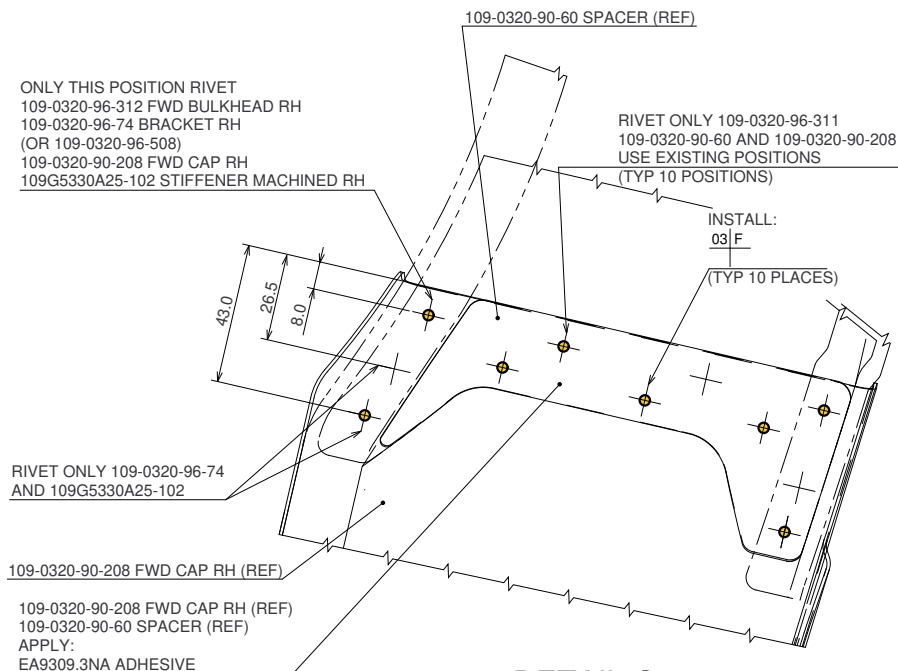 109-0320-90-60 SPACER (REF)
ONLY THIS POSITION RIVET
109-0320-96-312 FWD BULKHEAD RH
109-0320-96-74 BRACKET RH
(OR 109-0320-96-508)
109-0320-90-208 FWD CAP RH
109G5330A25-102 STIFFENER MACHINED RH
RIVET ONLY 109-0320-96-311
109-0320-90-60 AND 109-0320-90-208
USE EXISTING POSITIONS
(TYP 10 POSITIONS)
INSTALL:
03 F
(TYP 10 PLACES)
43.0
26.5
8.0
RIVET ONLY 109-0320-96-74
AND 109G5330A25-102
109-0320-90-208 FWD CAP RH (REF)
109-0320-90-208 FWD CAP RH (REF)
109-0320-90-60 SPACER (REF)
APPLY:
EA9309.3NA ADHESIVE